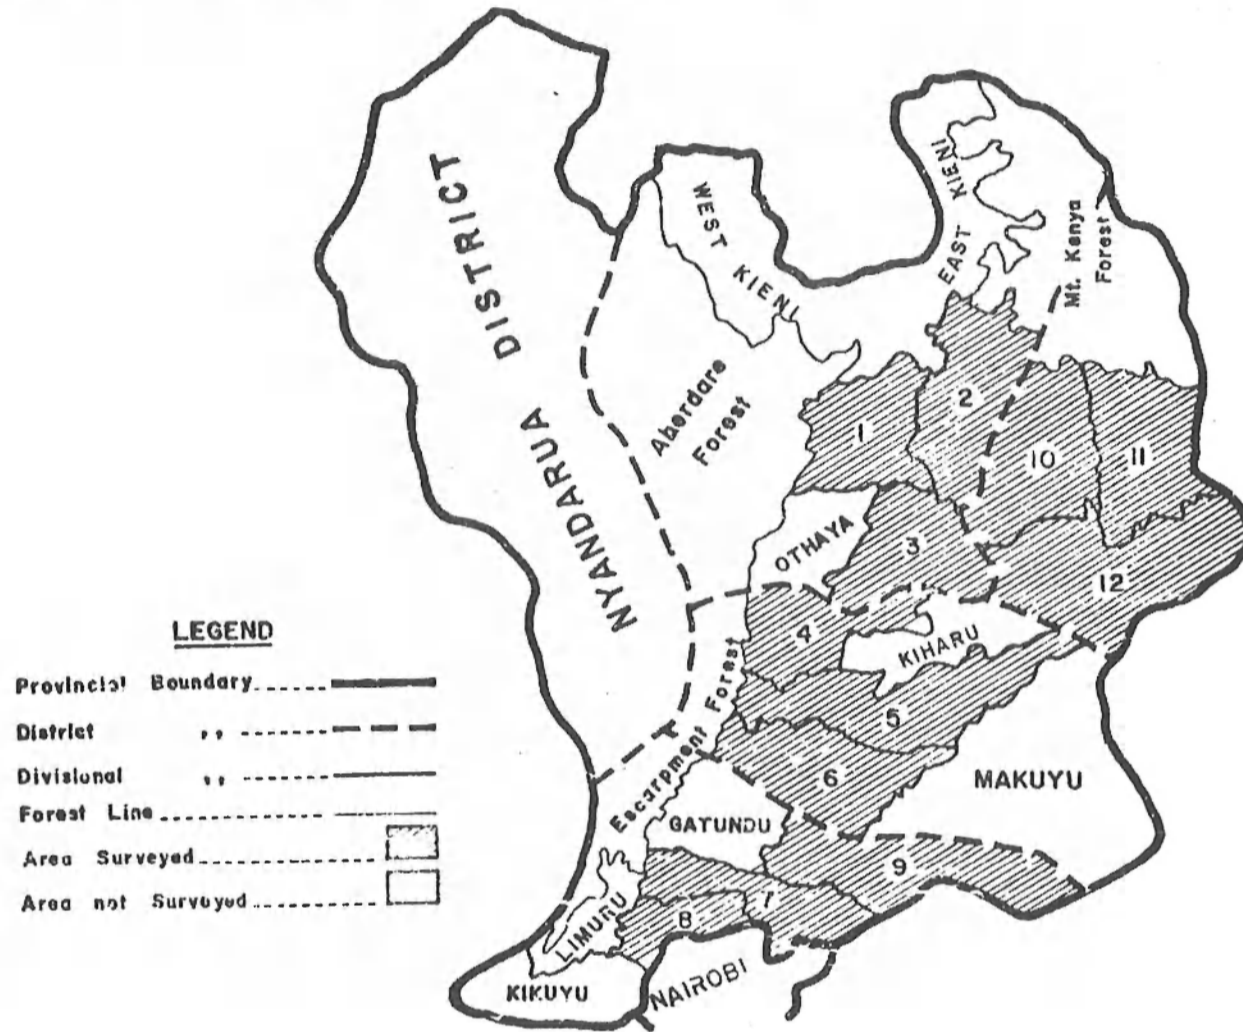 WEST KIENI
EAST KIENI
Mt. Kenya
Forest
NYANDARUA DISTRICT
Aberdare
Forest
1
2
10
11
OTHAYA
3
12
4
KIHARU
5
Escarpment Forest
6
MAKUYU
GATUNDU
9
7
8
LIMURU
KIKUYU
NAIROBI
LEGEND
Provincial Boundary
District ,,
Divisional ,,
Forest Line
Area Surveyed
Area not Surveyed